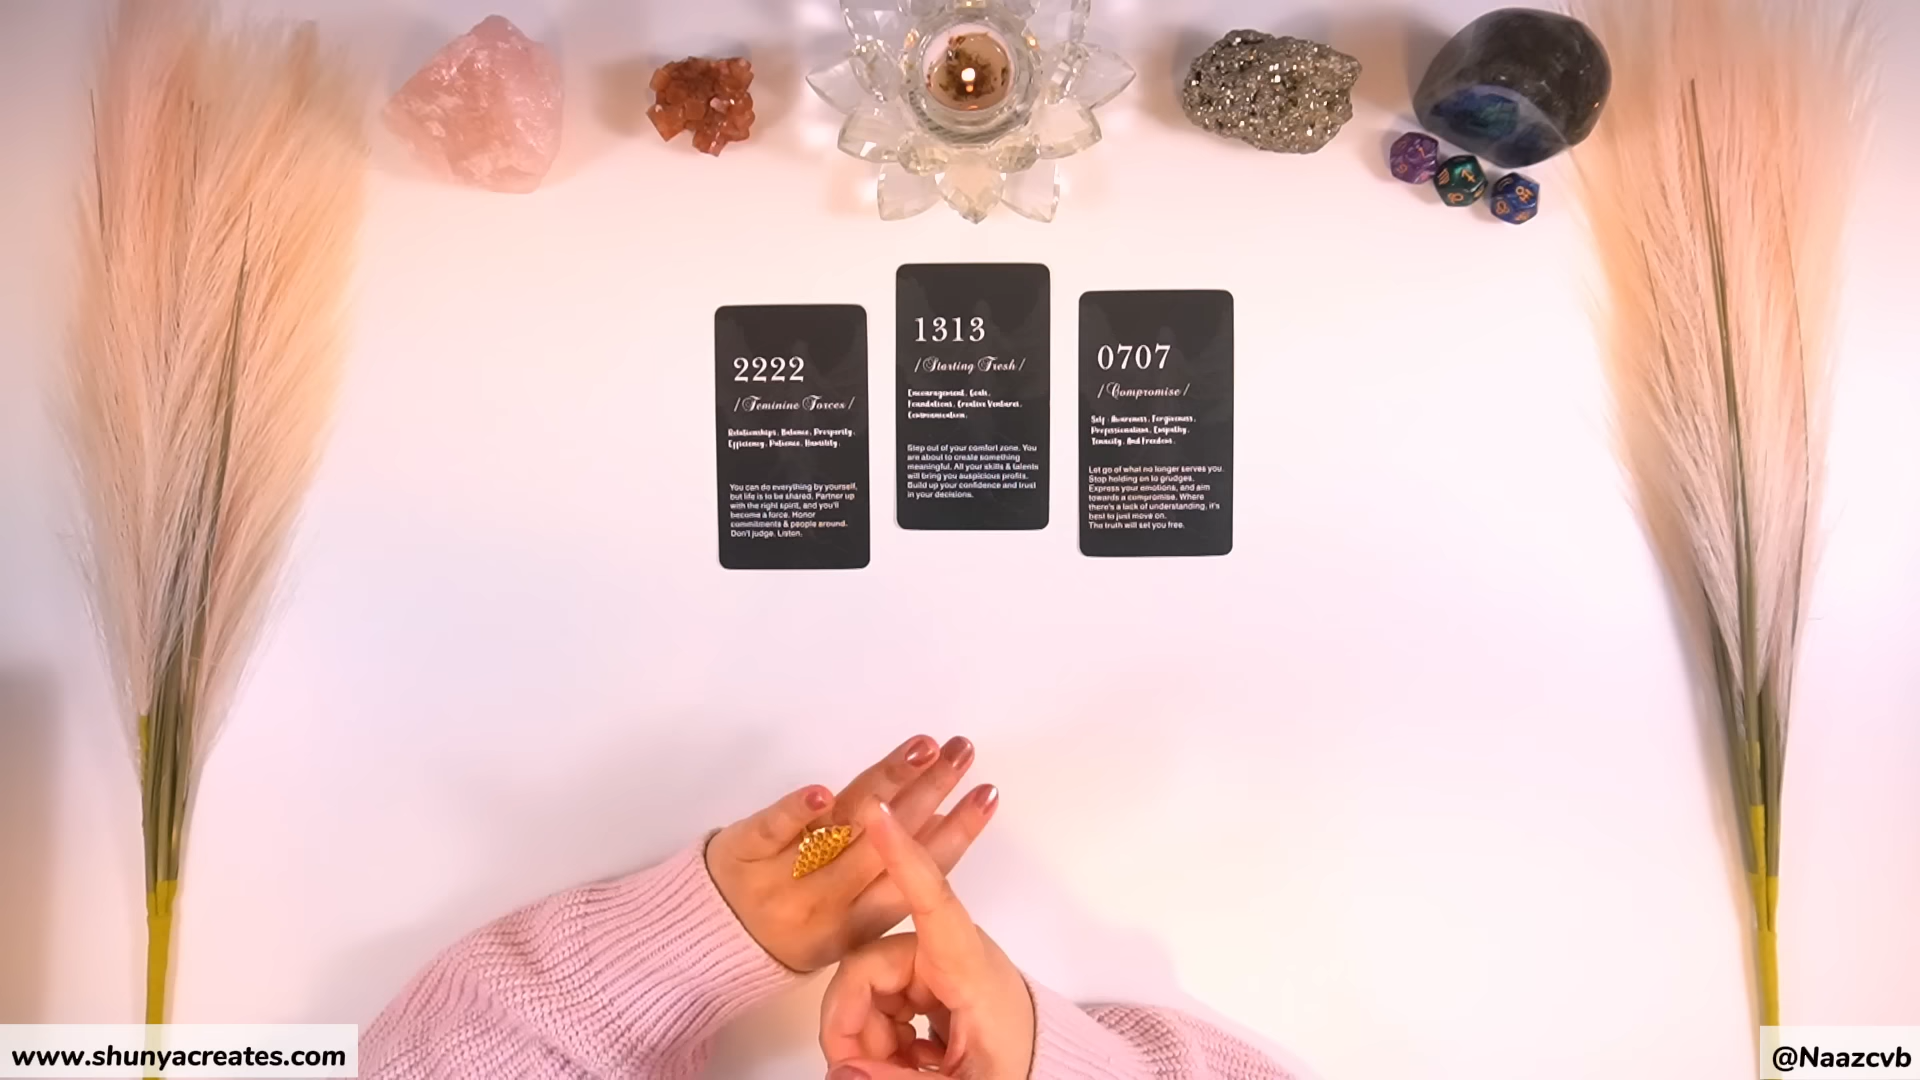 2222
/Feminine Forces/
Relationships, Balance, Prosperity,
Efficiency, Patience, Humility.
You can do everything by yourself,
but life is to be shared. Partner up
with the right spirit, and you'll
become a force. Honor
commitments & people around.
Don't judge. Listen.
1313
/Starting Fresh/
Encouragement, Goals,
Foundations, Creative Ventures,
Communication.
Step out of your comfort zone. You
are about to create something
meaningful. All your skills & talents
will bring you auspicious profits.
Build up your confidence and trust
in your decisions.
0707
/Compromise/
Self-Awareness, Forgiveness,
Professionalism, Empathy,
Tenacity, And Freedom.
Let go of what no longer serves you.
Stop holding on to grudges.
Express your emotions, and aim
towards a compromise. Where
there's a lack of understanding, it's
best to just move on.
The truth will set you free.
www.shunyacreates.com
@Naazcvb